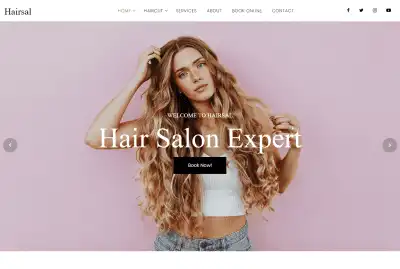 Hairsal
HOME HAIRCUT SERVICES ABOUT BOOK ONLINE CONTACT
WELCOME TO HAIRSAL
Hair Salon Expert
Book Now!